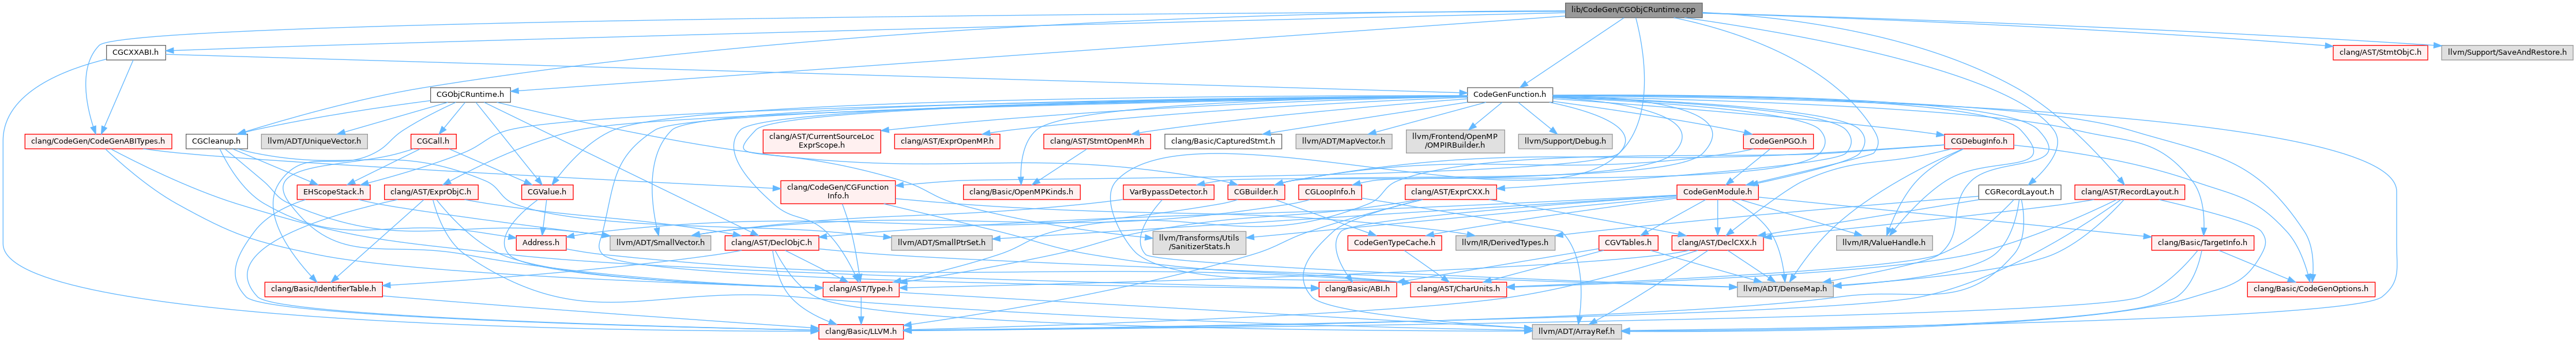 lib/CodeGen/CGObjCRuntime.cpp
CGCXXABI.h
clang/AST/StmtObjC.h
llvm/Support/SaveAndRestore.h
CGObjCRuntime.h
CodeGenFunction.h
clang/CodeGen/CodeGenABITypes.h
CGCleanup.h
llvm/ADT/UniqueVector.h
CGCall.h
clang/AST/CurrentSourceLoc
ExprScope.h
clang/AST/ExprOpenMP.h
clang/AST/StmtOpenMP.h
clang/Basic/CapturedStmt.h
llvm/ADT/MapVector.h
llvm/Frontend/OpenMP
/OMPIRBuilder.h
llvm/Support/Debug.h
CodeGenPGO.h
CGDebugInfo.h
EHScopeStack.h
clang/AST/ExprObjC.h
CGValue.h
clang/CodeGen/CGFunction
Info.h
clang/Basic/OpenMPKinds.h
VarBypassDetector.h
CGBuilder.h
CGLoopInfo.h
clang/AST/ExprCXX.h
CodeGenModule.h
CGRecordLayout.h
clang/AST/RecordLayout.h
Address.h
llvm/ADT/SmallVector.h
clang/AST/DeclObjC.h
llvm/ADT/SmallPtrSet.h
llvm/Transforms/Utils
/SanitizerStats.h
CodeGenTypeCache.h
llvm/IR/DerivedTypes.h
CGVTables.h
clang/AST/DeclCXX.h
llvm/IR/ValueHandle.h
clang/Basic/TargetInfo.h
clang/Basic/IdentifierTable.h
clang/AST/Type.h
clang/Basic/ABI.h
clang/AST/CharUnits.h
llvm/ADT/DenseMap.h
clang/Basic/CodeGenOptions.h
clang/Basic/LLVM.h
llvm/ADT/ArrayRef.h